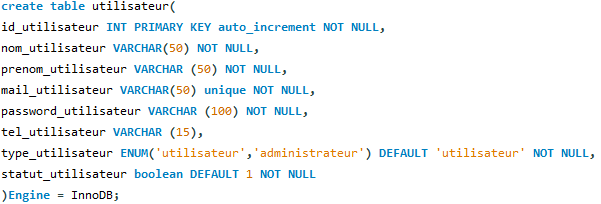 create table utilisateur(
id_utilisateur INT PRIMARY KEY auto_increment NOT NULL,
nom_utilisateur VARCHAR(50) NOT NULL,
prenom_utilisateur VARCHAR (50) NOT NULL,
mail_utilisateur VARCHAR(50) unique NOT NULL,
password_utilisateur VARCHAR (100) NOT NULL,
tel_utilisateur VARCHAR (15),
type_utilisateur ENUM('utilisateur','administrateur') DEFAULT 'utilisateur' NOT NULL,
statut_utilisateur boolean DEFAULT 1 NOT NULL
)Engine = InnoDB;